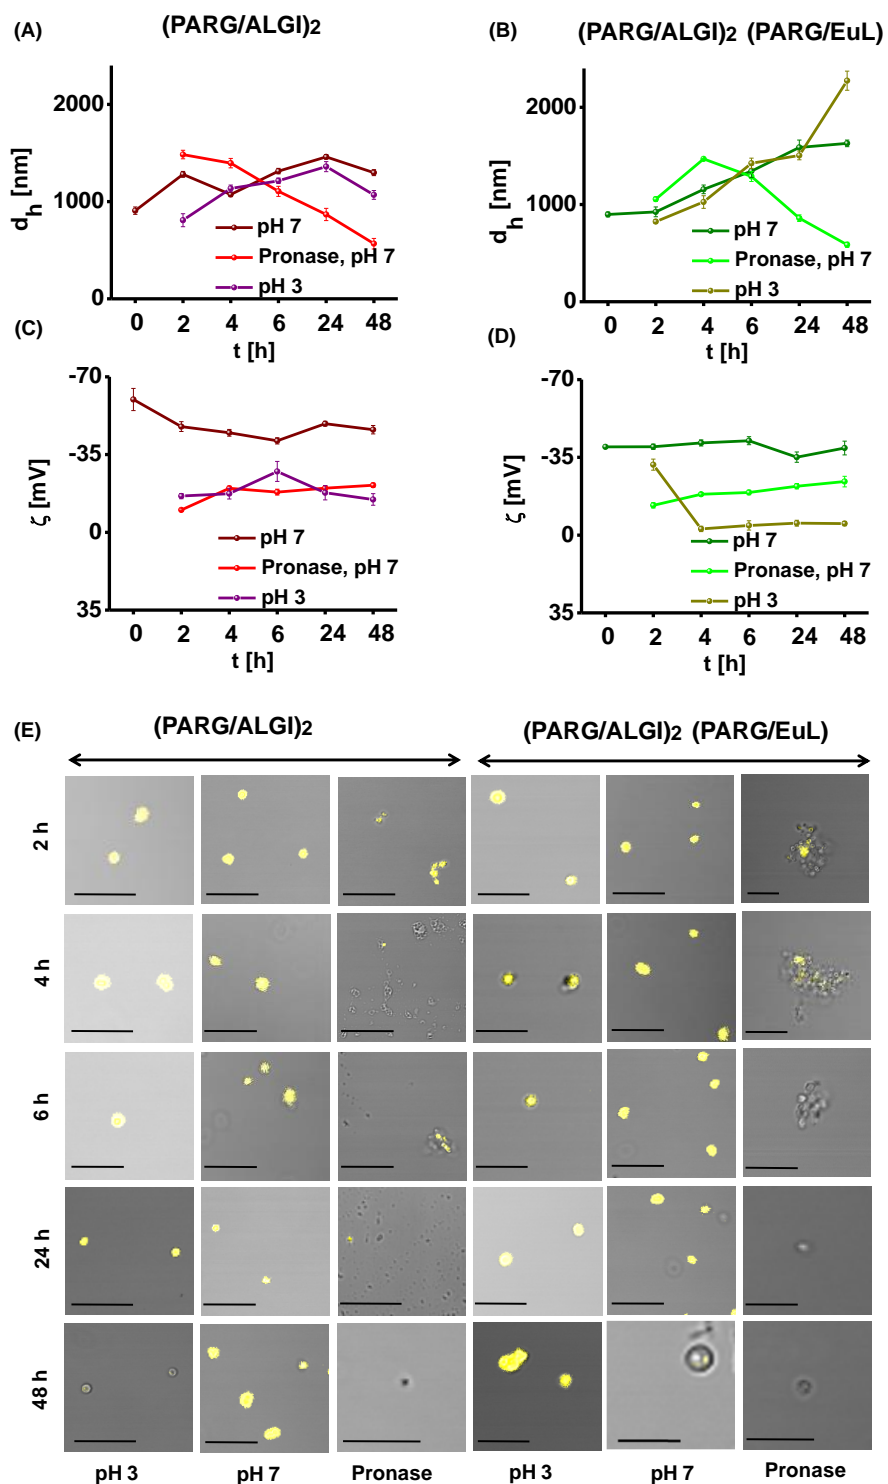 (A)
(PARG/ALGI)2
2000
1000
0
d_h [nm]
pH 7
Pronase, pH 7
pH 3
0 2 4 6 24 48
t [h]
(B)
(PARG/ALGI)2 (PARG/EuL)
2000
1000
0
d_h [nm]
pH 7
Pronase, pH 7
pH 3
0 2 4 6 24 48
t [h]
(C)
-70
-35
0
35
ζ [mV]
pH 7
Pronase, pH 7
pH 3
0 2 4 6 24 48
t [h]
(D)
-70
-35
0
35
ζ [mV]
pH 7
Pronase, pH 7
pH 3
0 2 4 6 24 48
t [h]
(E)
(PARG/ALGI)2
(PARG/ALGI)2 (PARG/EuL)
2 h
4 h
6 h
24 h
48 h
pH 3 pH 7 Pronase pH 3 pH 7 Pronase